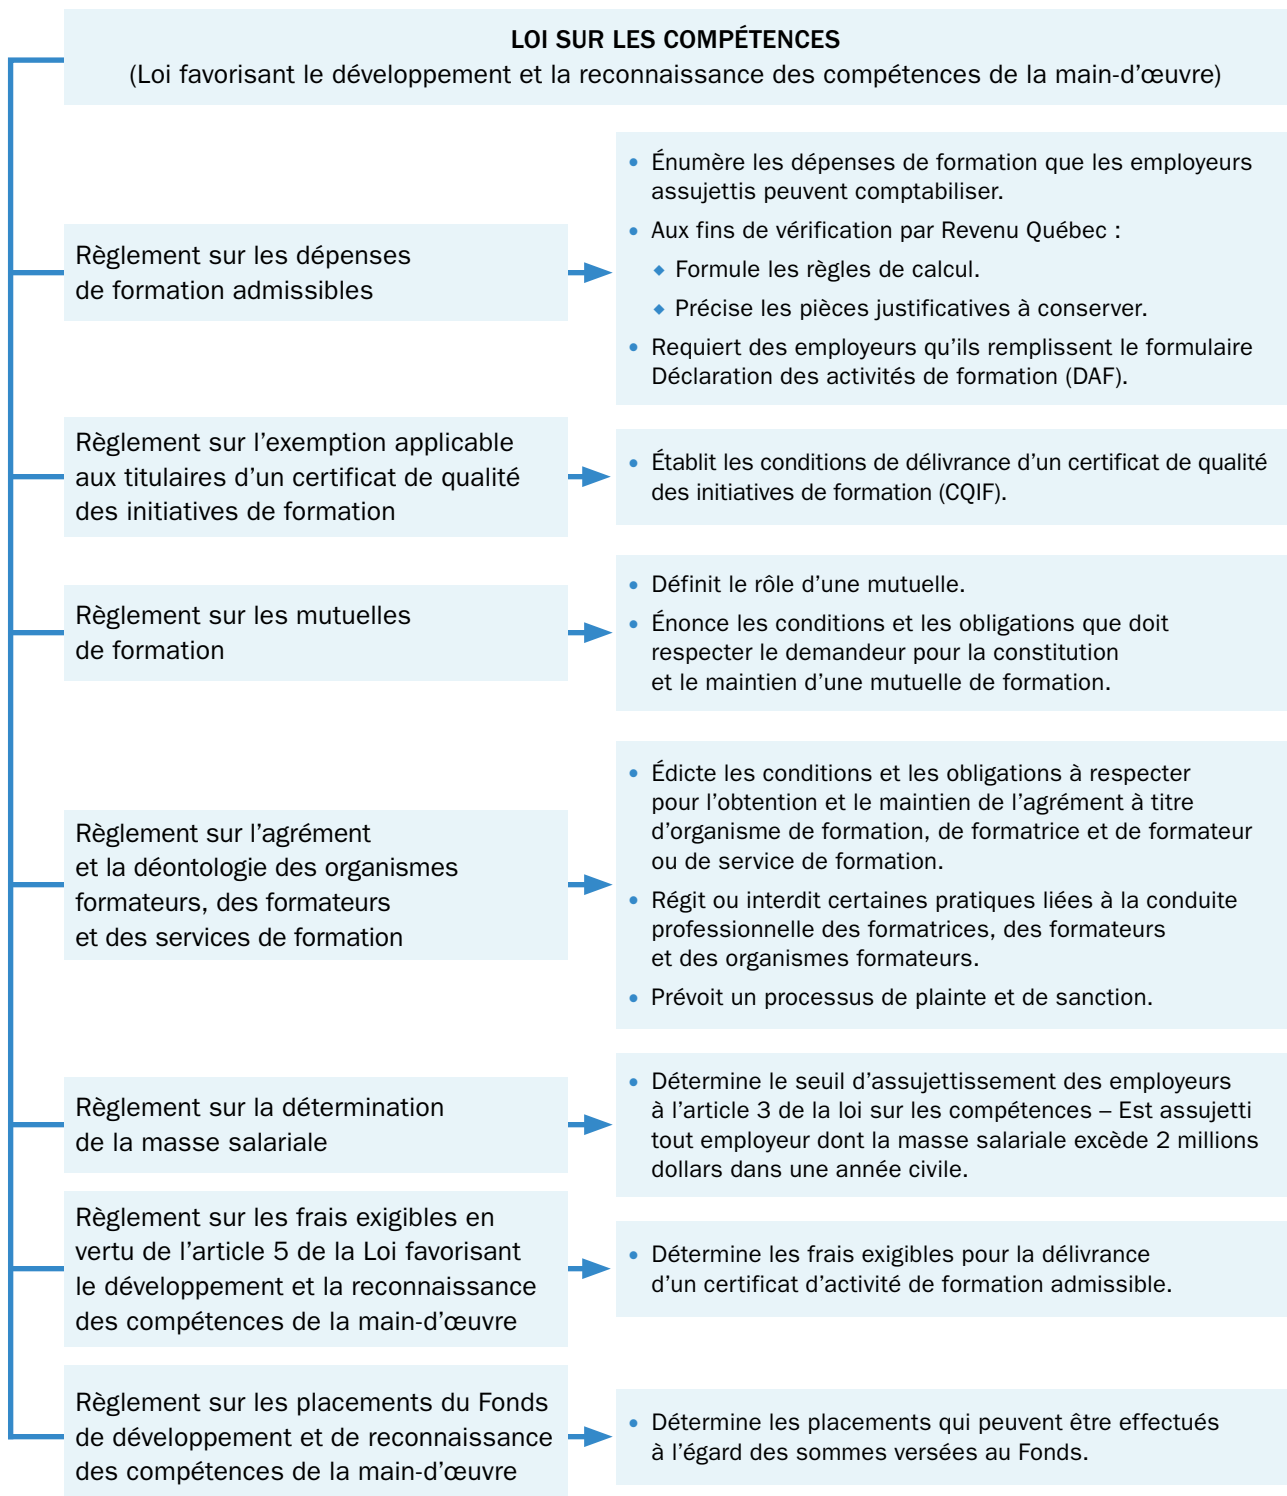 LOI SUR LES COMPÉTENCES
(Loi favorisant le développement et la reconnaissance des compétences de la main-d’œuvre)
Règlement sur les dépenses
de formation admissibles
• Énumère les dépenses de formation que les employeurs
assujettis peuvent comptabiliser.
• Aux fins de vérification par Revenu Québec :
◆ Formule les règles de calcul.
◆ Précise les pièces justificatives à conserver.
• Requiert des employeurs qu’ils remplissent le formulaire
Déclaration des activités de formation (DAF).
Règlement sur l’exemption applicable
aux titulaires d’un certificat de qualité
des initiatives de formation
• Établit les conditions de délivrance d’un certificat de qualité
des initiatives de formation (CQIF).
Règlement sur les mutuelles
de formation
• Définit le rôle d’une mutuelle.
• Énonce les conditions et les obligations que doit
respecter le demandeur pour la constitution
et le maintien d’une mutuelle de formation.
Règlement sur l’agrément
et la déontologie des organismes
formateurs, des formateurs
et des services de formation
• Édicte les conditions et les obligations à respecter
pour l’obtention et le maintien de l’agrément à titre
d’organisme de formation, de formatrice et de formateur
ou de service de formation.
• Régit ou interdit certaines pratiques liées à la conduite
professionnelle des formatrices, des formateurs
et des organismes formateurs.
• Prévoit un processus de plainte et de sanction.
Règlement sur la détermination
de la masse salariale
• Détermine le seuil d’assujettissement des employeurs
à l’article 3 de la loi sur les compétences – Est assujetti
tout employeur dont la masse salariale excède 2 millions
dollars dans une année civile.
Règlement sur les frais exigibles en
vertu de l’article 5 de la Loi favorisant
le développement et la reconnaissance
des compétences de la main-d’œuvre
• Détermine les frais exigibles pour la délivrance
d’un certificat d’activité de formation admissible.
Règlement sur les placements du Fonds
de développement et de reconnaissance
des compétences de la main-d’œuvre
• Détermine les placements qui peuvent être effectués
à l’égard des sommes versées au Fonds.